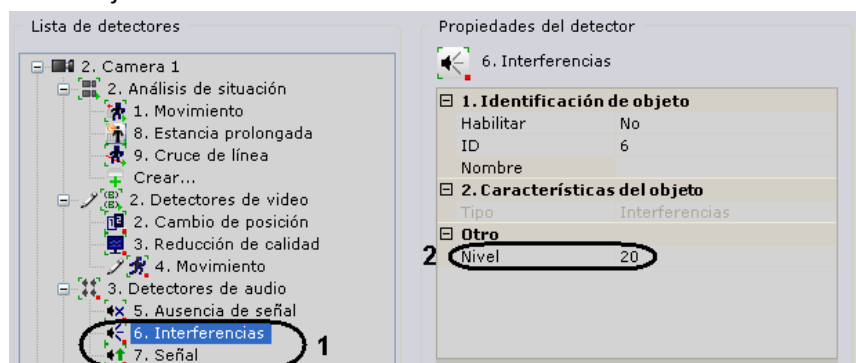 Lista de detectores
2. Camera 1
2. Análisis de situación
1. Movimiento
8. Estancia prolongada
9. Cruce de línea
Crear...
2. Detectores de video
2. Cambio de posición
3. Reducción de calidad
4. Movimiento
3. Detectores de audio
5. Ausencia de señal
6. Interferencias
7. Señal
1
Propiedades del detector
6. Interferencias
1. Identificación de objeto
Habilitar No
ID 6
Nombre
2. Características del objeto
Tipo Interferencias
Otro
2 Nivel 20